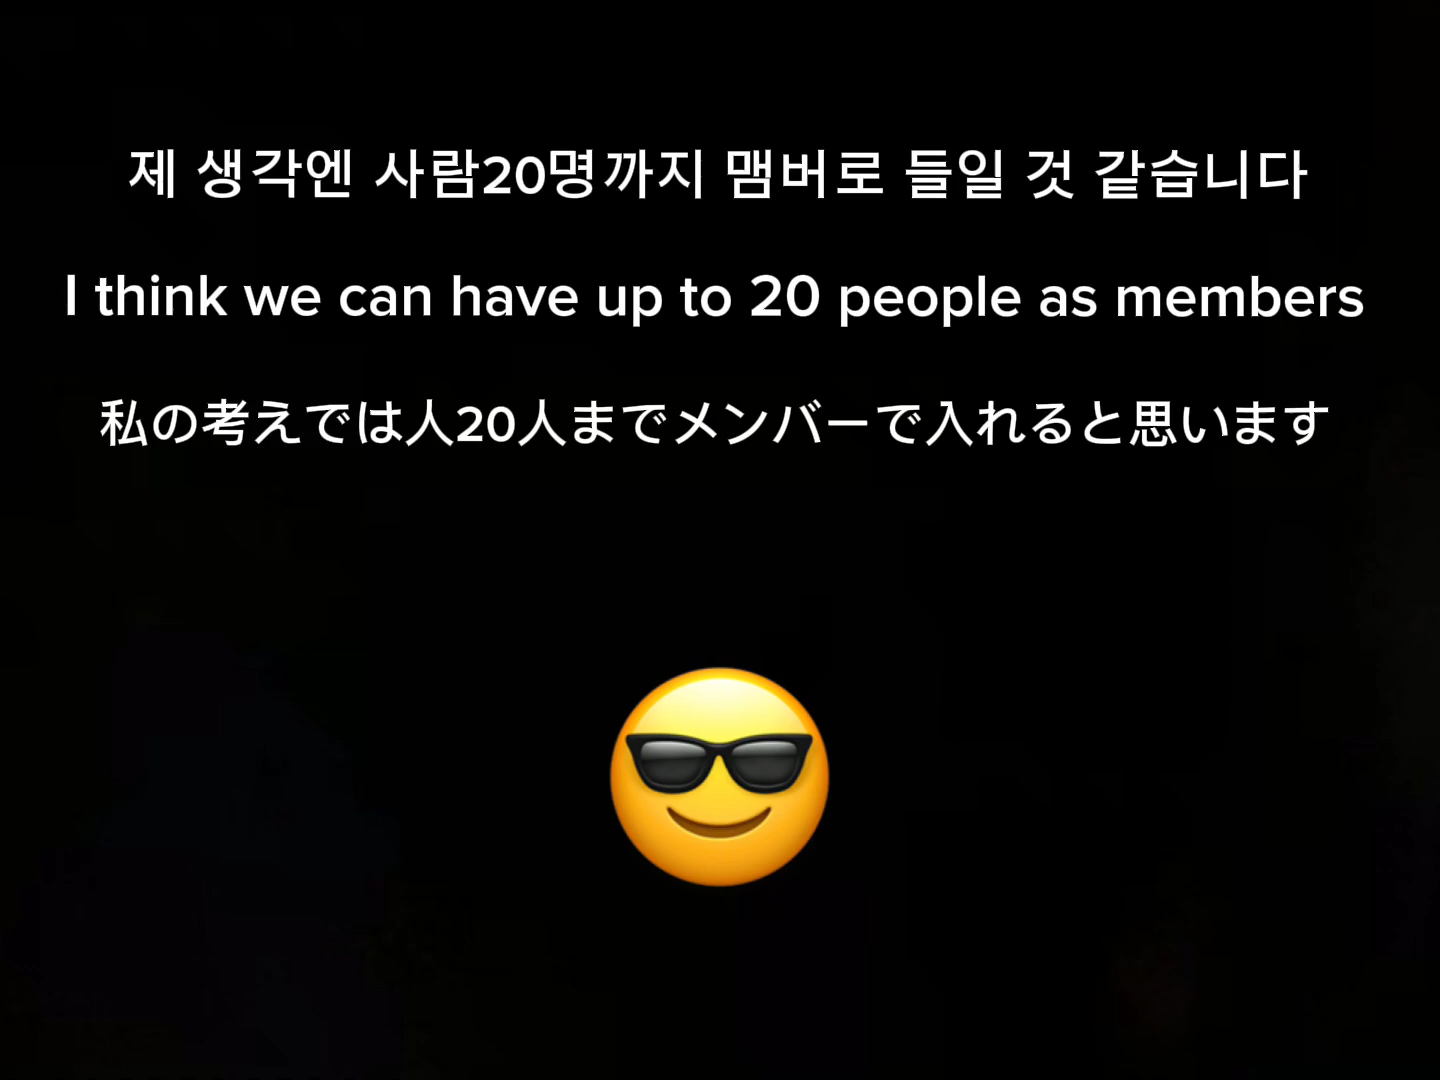 제 생각엔 사람20명까지 맴버로 들일 것 같습니다
I think we can have up to 20 people as members
私の考えでは人20人までメンバーで入れると思います